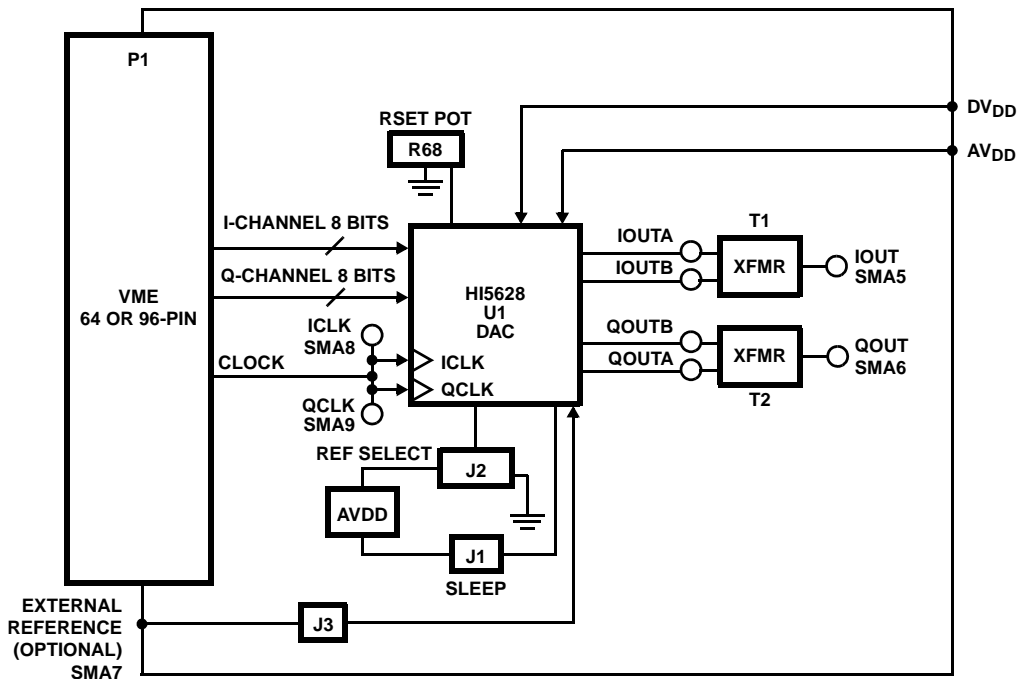 P1
DVDD
AVDD
RSET POT
R68
T1
I-CHANNEL 8 BITS
Q-CHANNEL 8 BITS
VME
64 OR 96-PIN
ICLK
SMA8
CLOCK
QCLK
SMA9
HI5628
U1
DAC
ICLK
QCLK
IOUTA
IOUTB
XFMR
IOUT
SMA5
QOUTB
QOUTA
XFMR
QOUT
SMA6
T2
REF SELECT
J2
AVDD
J1
SLEEP
EXTERNAL
REFERENCE
(OPTIONAL)
SMA7
J3